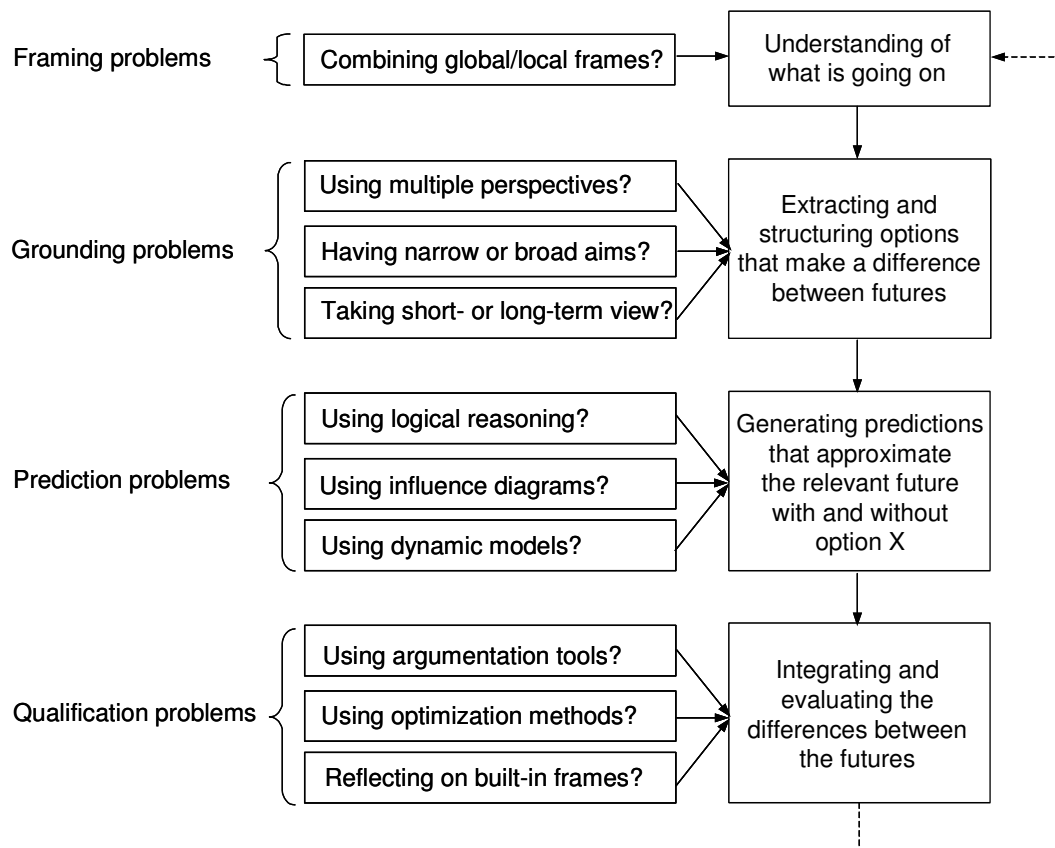 Framing problems
Combining global/local frames?
Understanding of
what is going on
Grounding problems
Using multiple perspectives?
Having narrow or broad aims?
Taking short- or long-term view?
Extracting and
structuring options
that make a difference
between futures
Prediction problems
Using logical reasoning?
Using influence diagrams?
Using dynamic models?
Generating predictions
that approximate
the relevant future
with and without
option X
Qualification problems
Using argumentation tools?
Using optimization methods?
Reflecting on built-in frames?
Integrating and
evaluating the
differences between
the futures